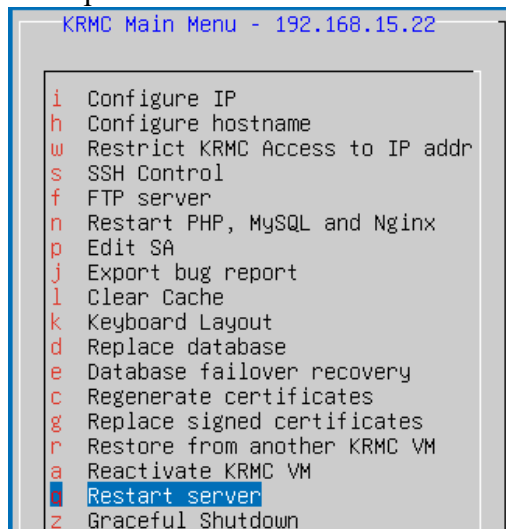 KRMC Main Menu - 192.168.15.22
i Configure IP
h Configure hostname
w Restrict KRMC Access to IP addr
s SSH Control
f FTP server
n Restart PHP, MySQL and Nginx
p Edit SA
j Export bug report
l Clear Cache
k Keyboard Layout
d Replace database
e Database failover recovery
c Regenerate certificates
g Replace signed certificates
r Restore from another KRMC VM
a Reactivate KRMC VM
Restart server
z Graceful Shutdown